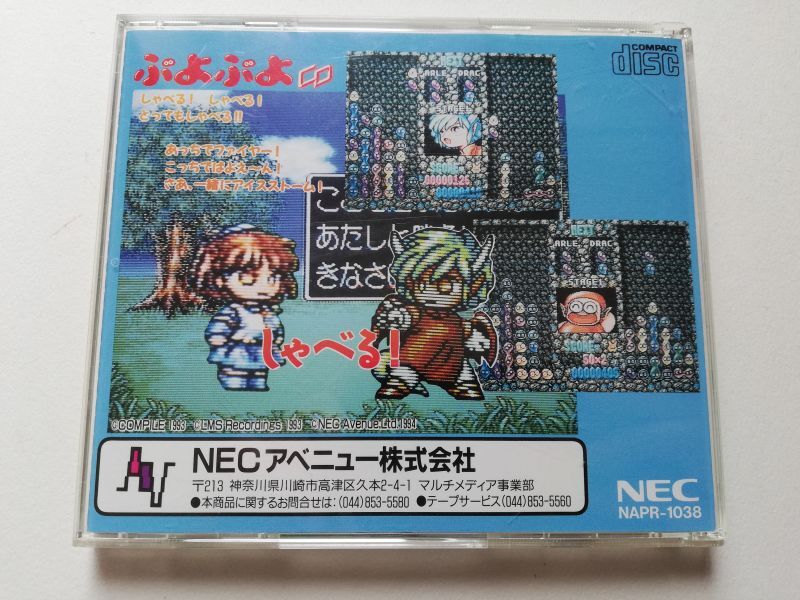 ぷよぷよCD
COMPACT
disc
しゃべる! しゃべる!
とってもしゃべる!!
あっちでファイヤー!
こっちではよえ〜ん!
さあ、一緒にアイスストーム!
NEXT
ARLE DRAC
STAGE1
SCORE
00000125
あたし
きなさ
しゃべる!
NEXT
ARLE DRAC
STAGE1
SCORE
50×2
00000405
©COMPILE 1993 ©LMS Recordings 1993 ©NEC Avenue,Ltd.1994
NECアベニュー株式会社
〒213 神奈川県川崎市高津区久本2-4-1 マルチメディア事業部
●本商品に関するお問合せは:(044)853-5580 ●テープサービス(044)853-5560
NEC
NAPR-1038